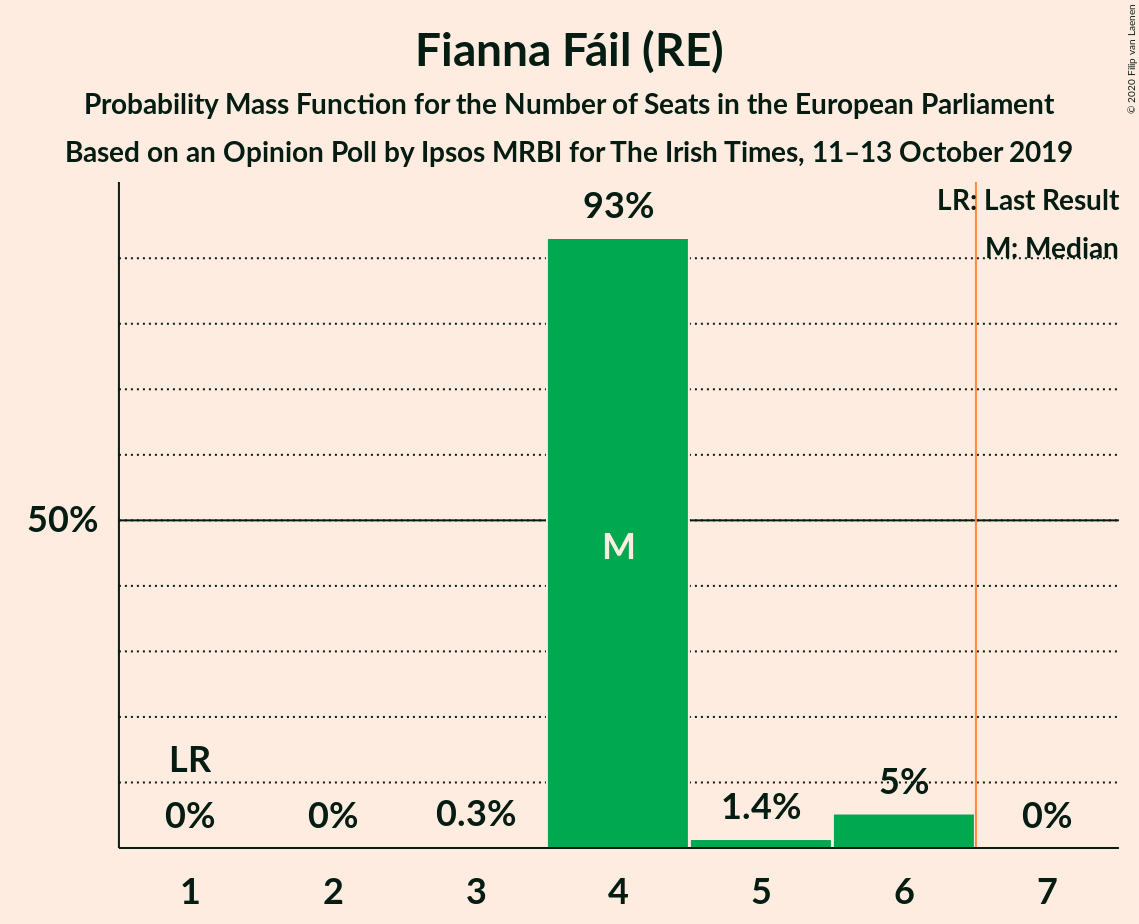 Fianna Fáil (RE)
Probability Mass Function for the Number of Seats in the European Parliament
Based on an Opinion Poll by Ipsos MRBI for The Irish Times, 11–13 October 2019
© 2020 Filip van Laenen
LR: Last Result
M: Median
93%
50%
M
LR
0%
0%
0.3%
1.4%
5%
0%
1
2
3
4
5
6
7